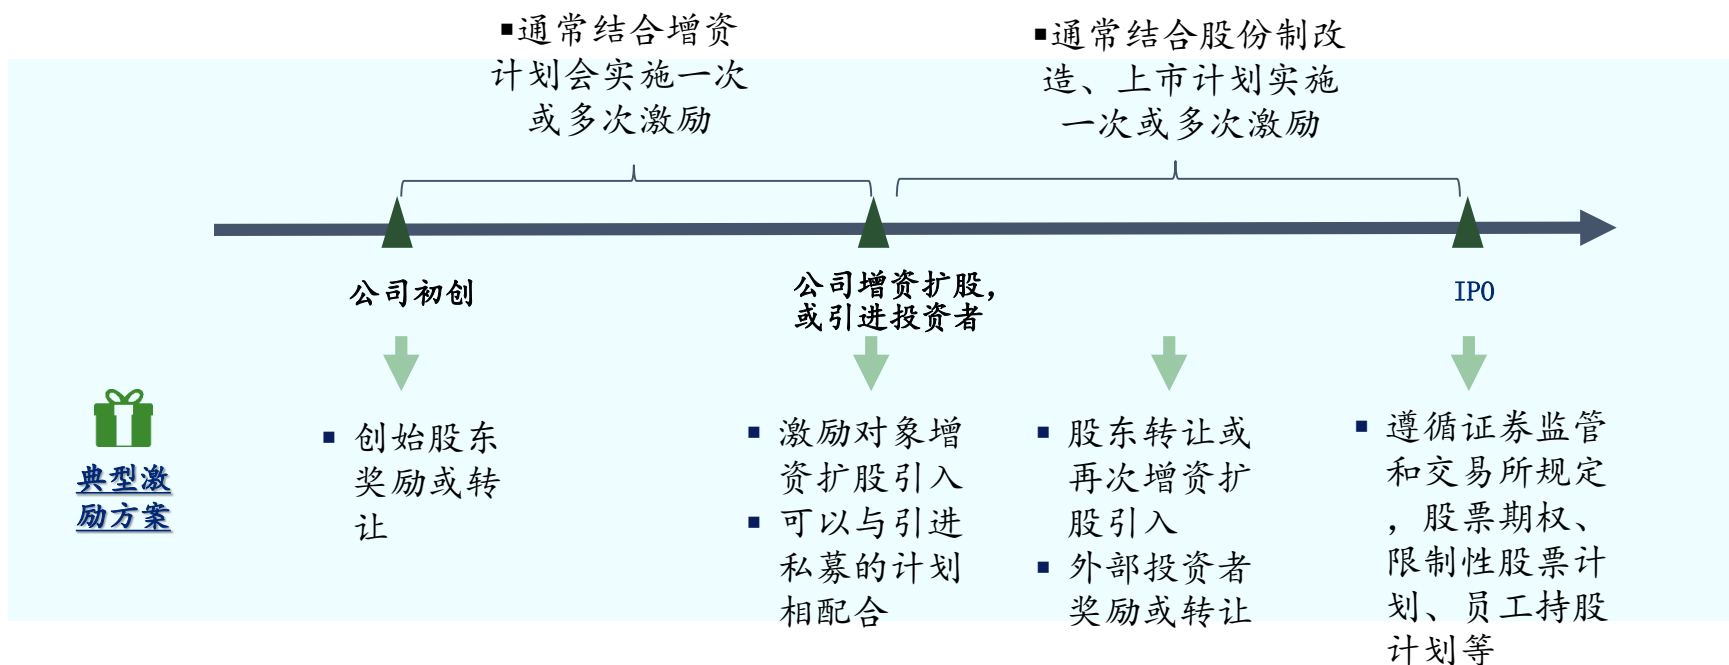 ▪通常结合增资
计划会实施一次
或多次激励
▪通常结合股份制改
造、上市计划实施
一次或多次激励
公司初创
公司增资扩股，
或引进投资者
IPO
典型激
励方案
▪ 创始股东
奖励或转
让
▪ 激励对象增
资扩股引入
▪ 可以与引进
私募的计划
相配合
▪ 股东转让或
再次增资扩
股引入
▪ 外部投资者
奖励或转让
▪ 遵循证券监管
和交易所规定
，股票期权、
限制性股票计
划、员工持股
计划等